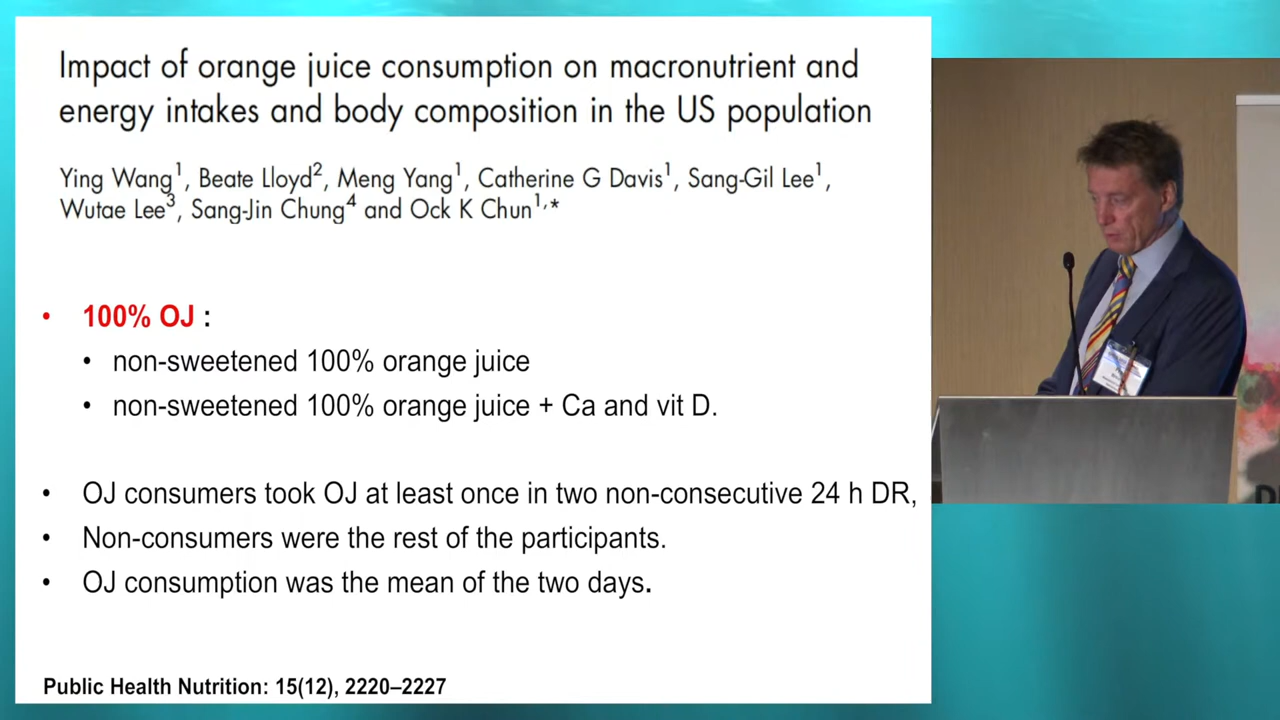 Impact of orange juice consumption on macronutrient and
energy intakes and body composition in the US population
Ying Wang¹, Beate Lloyd², Meng Yang¹, Catherine G Davis¹, Sang-Gil Lee¹,
Wutae Lee³, Sang-Jin Chung⁴ and Ock K Chun¹,*
• 100% OJ :
• non-sweetened 100% orange juice
• non-sweetened 100% orange juice + Ca and vit D.
• OJ consumers took OJ at least once in two non-consecutive 24 h DR,
• Non-consumers were the rest of the participants.
• OJ consumption was the mean of the two days.
Public Health Nutrition: 15(12), 2220–2227